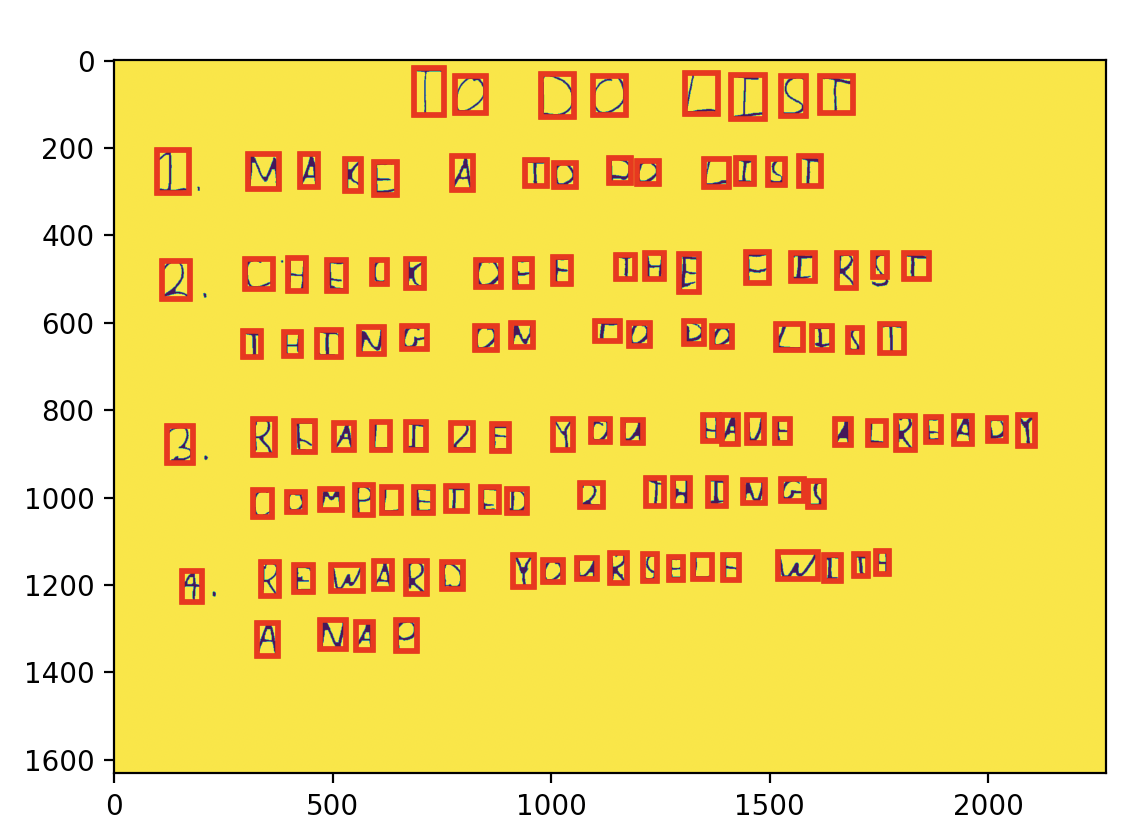 TO DO LIST
1. MAKE A TO DO LIST
2. CHECK OFF THE FIRST
THING ON TO DO LIST
3. REALIZE YOU HAVE ALREADY
COMPLETED 2 THINGS
4. REWARD YOURSELF WITH
A NAP
0
200
400
600
800
1000
1200
1400
1600
0 500 1000 1500 2000